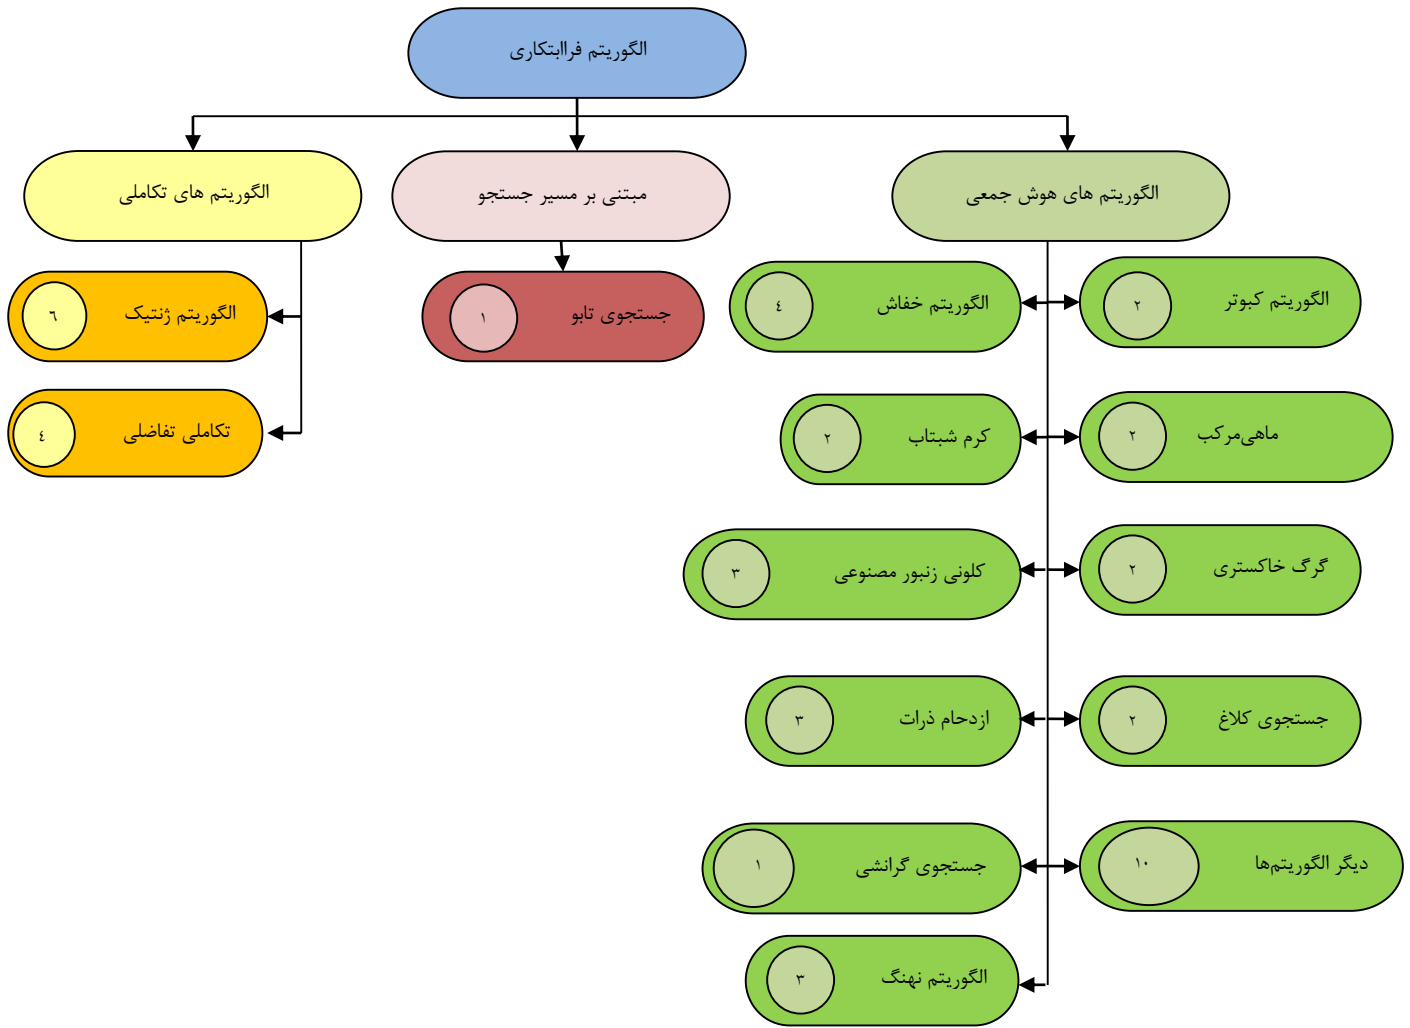 الگوریتم فراابتکاری
الگوریتم های هوش جمعی
مبتنی بر مسیر جستجو
الگوریتم های تکاملی
الگوریتم کبوتر
٢
الگوریتم خفاش
٤
جستجوی تابو
١
الگوریتم ژنتیک
٦
ماهی‌مرکب
٢
کرم شبتاب
٢
تکاملی تفاضلی
٤
گرگ خاکستری
٢
کلونی زنبور مصنوعی
٣
جستجوی کلاغ
٢
ازدحام ذرات
٣
دیگر الگوریتم‌ها
١٠
جستجوی گرانشی
١
الگوریتم نهنگ
٣